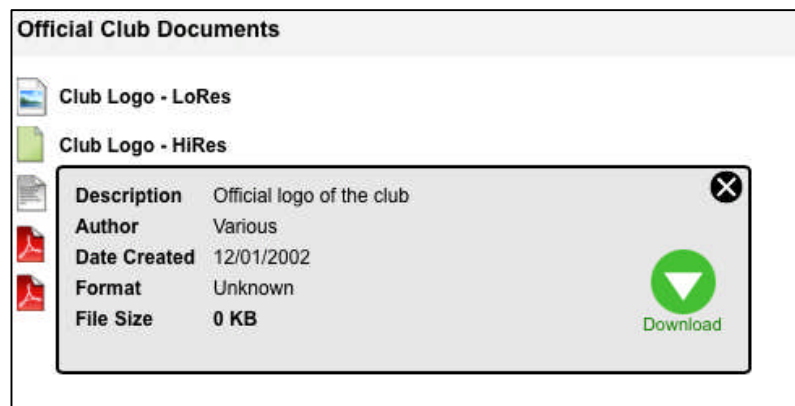 Official Club Documents
Club Logo - LoRes
Club Logo - HiRes
Description Official logo of the club
Author Various
Date Created 12/01/2002
Format Unknown
File Size 0 KB
Download